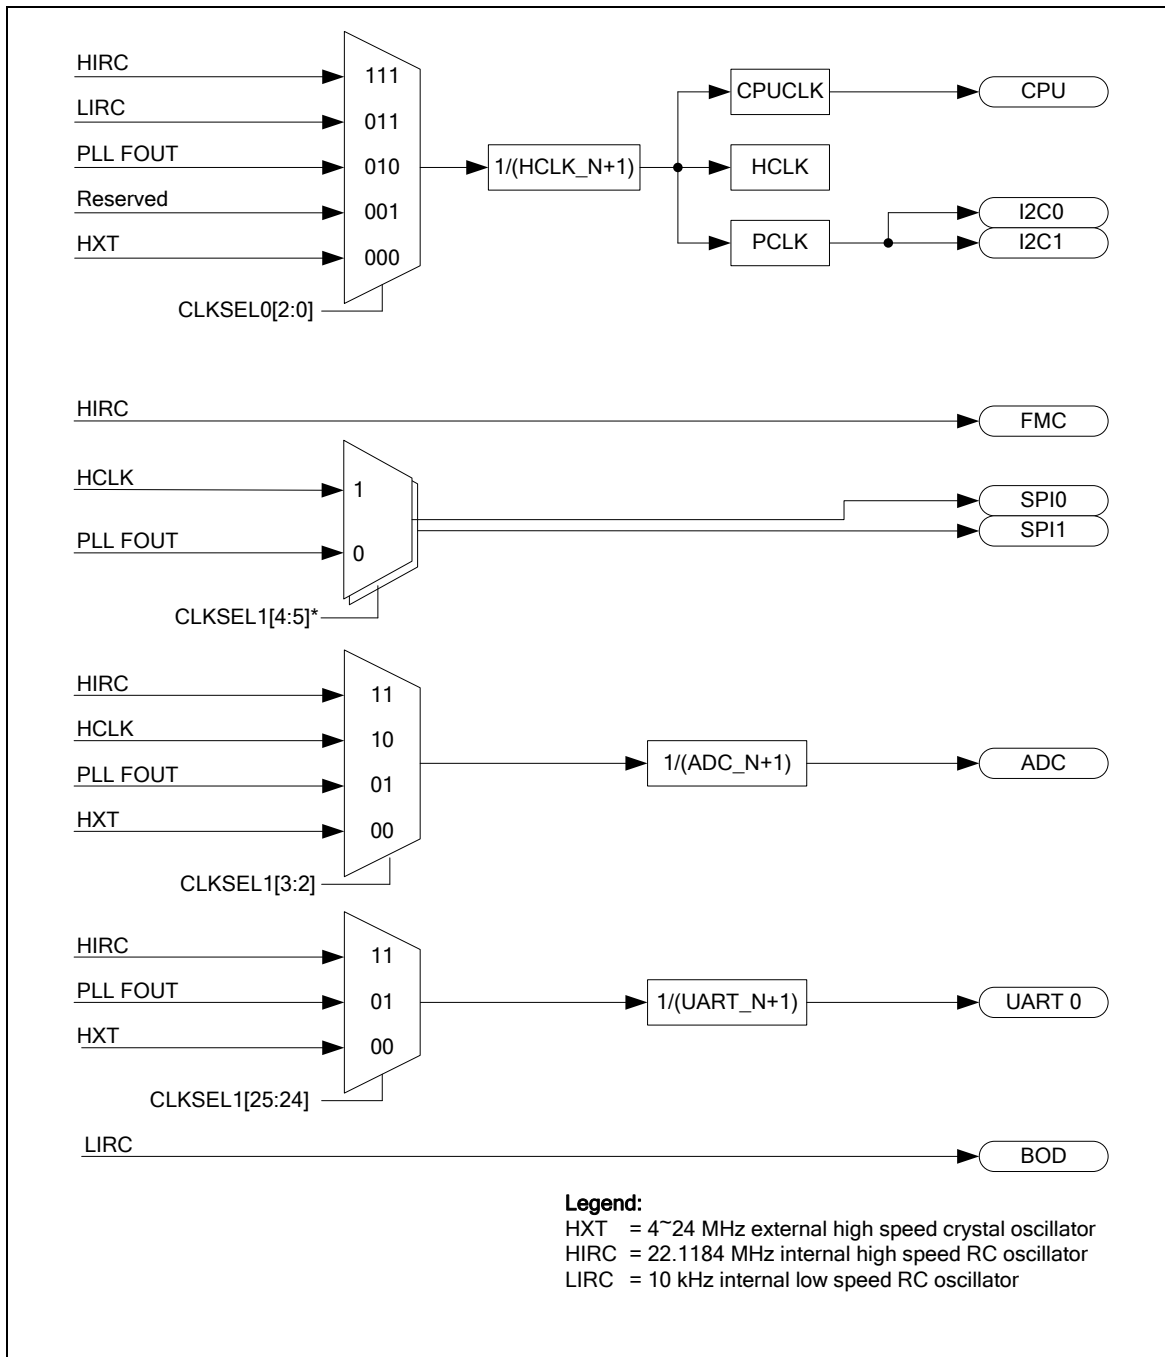 HIRC
LIRC
PLL FOUT
Reserved
HXT
111
011
010
001
000
CLKSEL0[2:0]
1/(HCLK_N+1)
CPUCLK
HCLK
PCLK
CPU
I2C0
I2C1
HIRC
FMC
HCLK
PLL FOUT
1
0
CLKSEL1[4:5]*
SPI0
SPI1
HIRC
HCLK
PLL FOUT
HXT
11
10
01
00
CLKSEL1[3:2]
1/(ADC_N+1)
ADC
HIRC
PLL FOUT
HXT
11
01
00
CLKSEL1[25:24]
1/(UART_N+1)
UART 0
LIRC
BOD
Legend:
HXT = 4~24 MHz external high speed crystal oscillator
HIRC = 22.1184 MHz internal high speed RC oscillator
LIRC = 10 kHz internal low speed RC oscillator